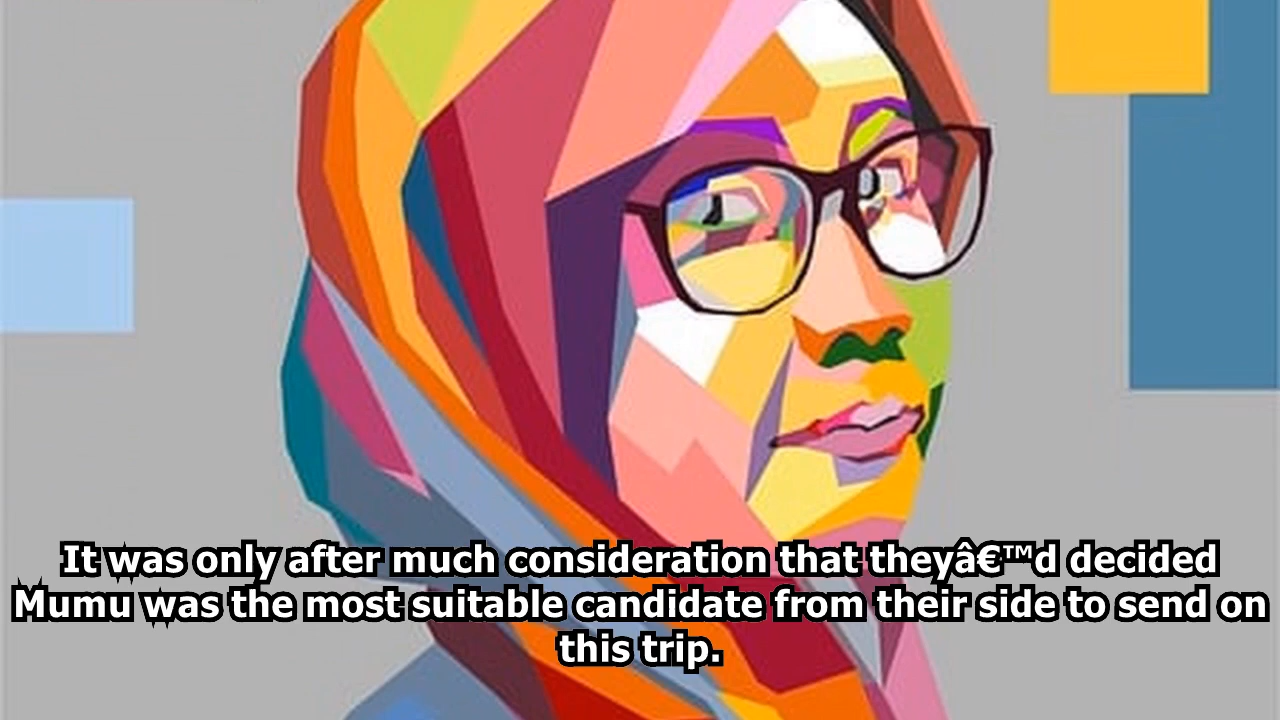 It was only after much consideration that theyâ€™d decided
Mumu was the most suitable candidate from their side to send on
this trip.